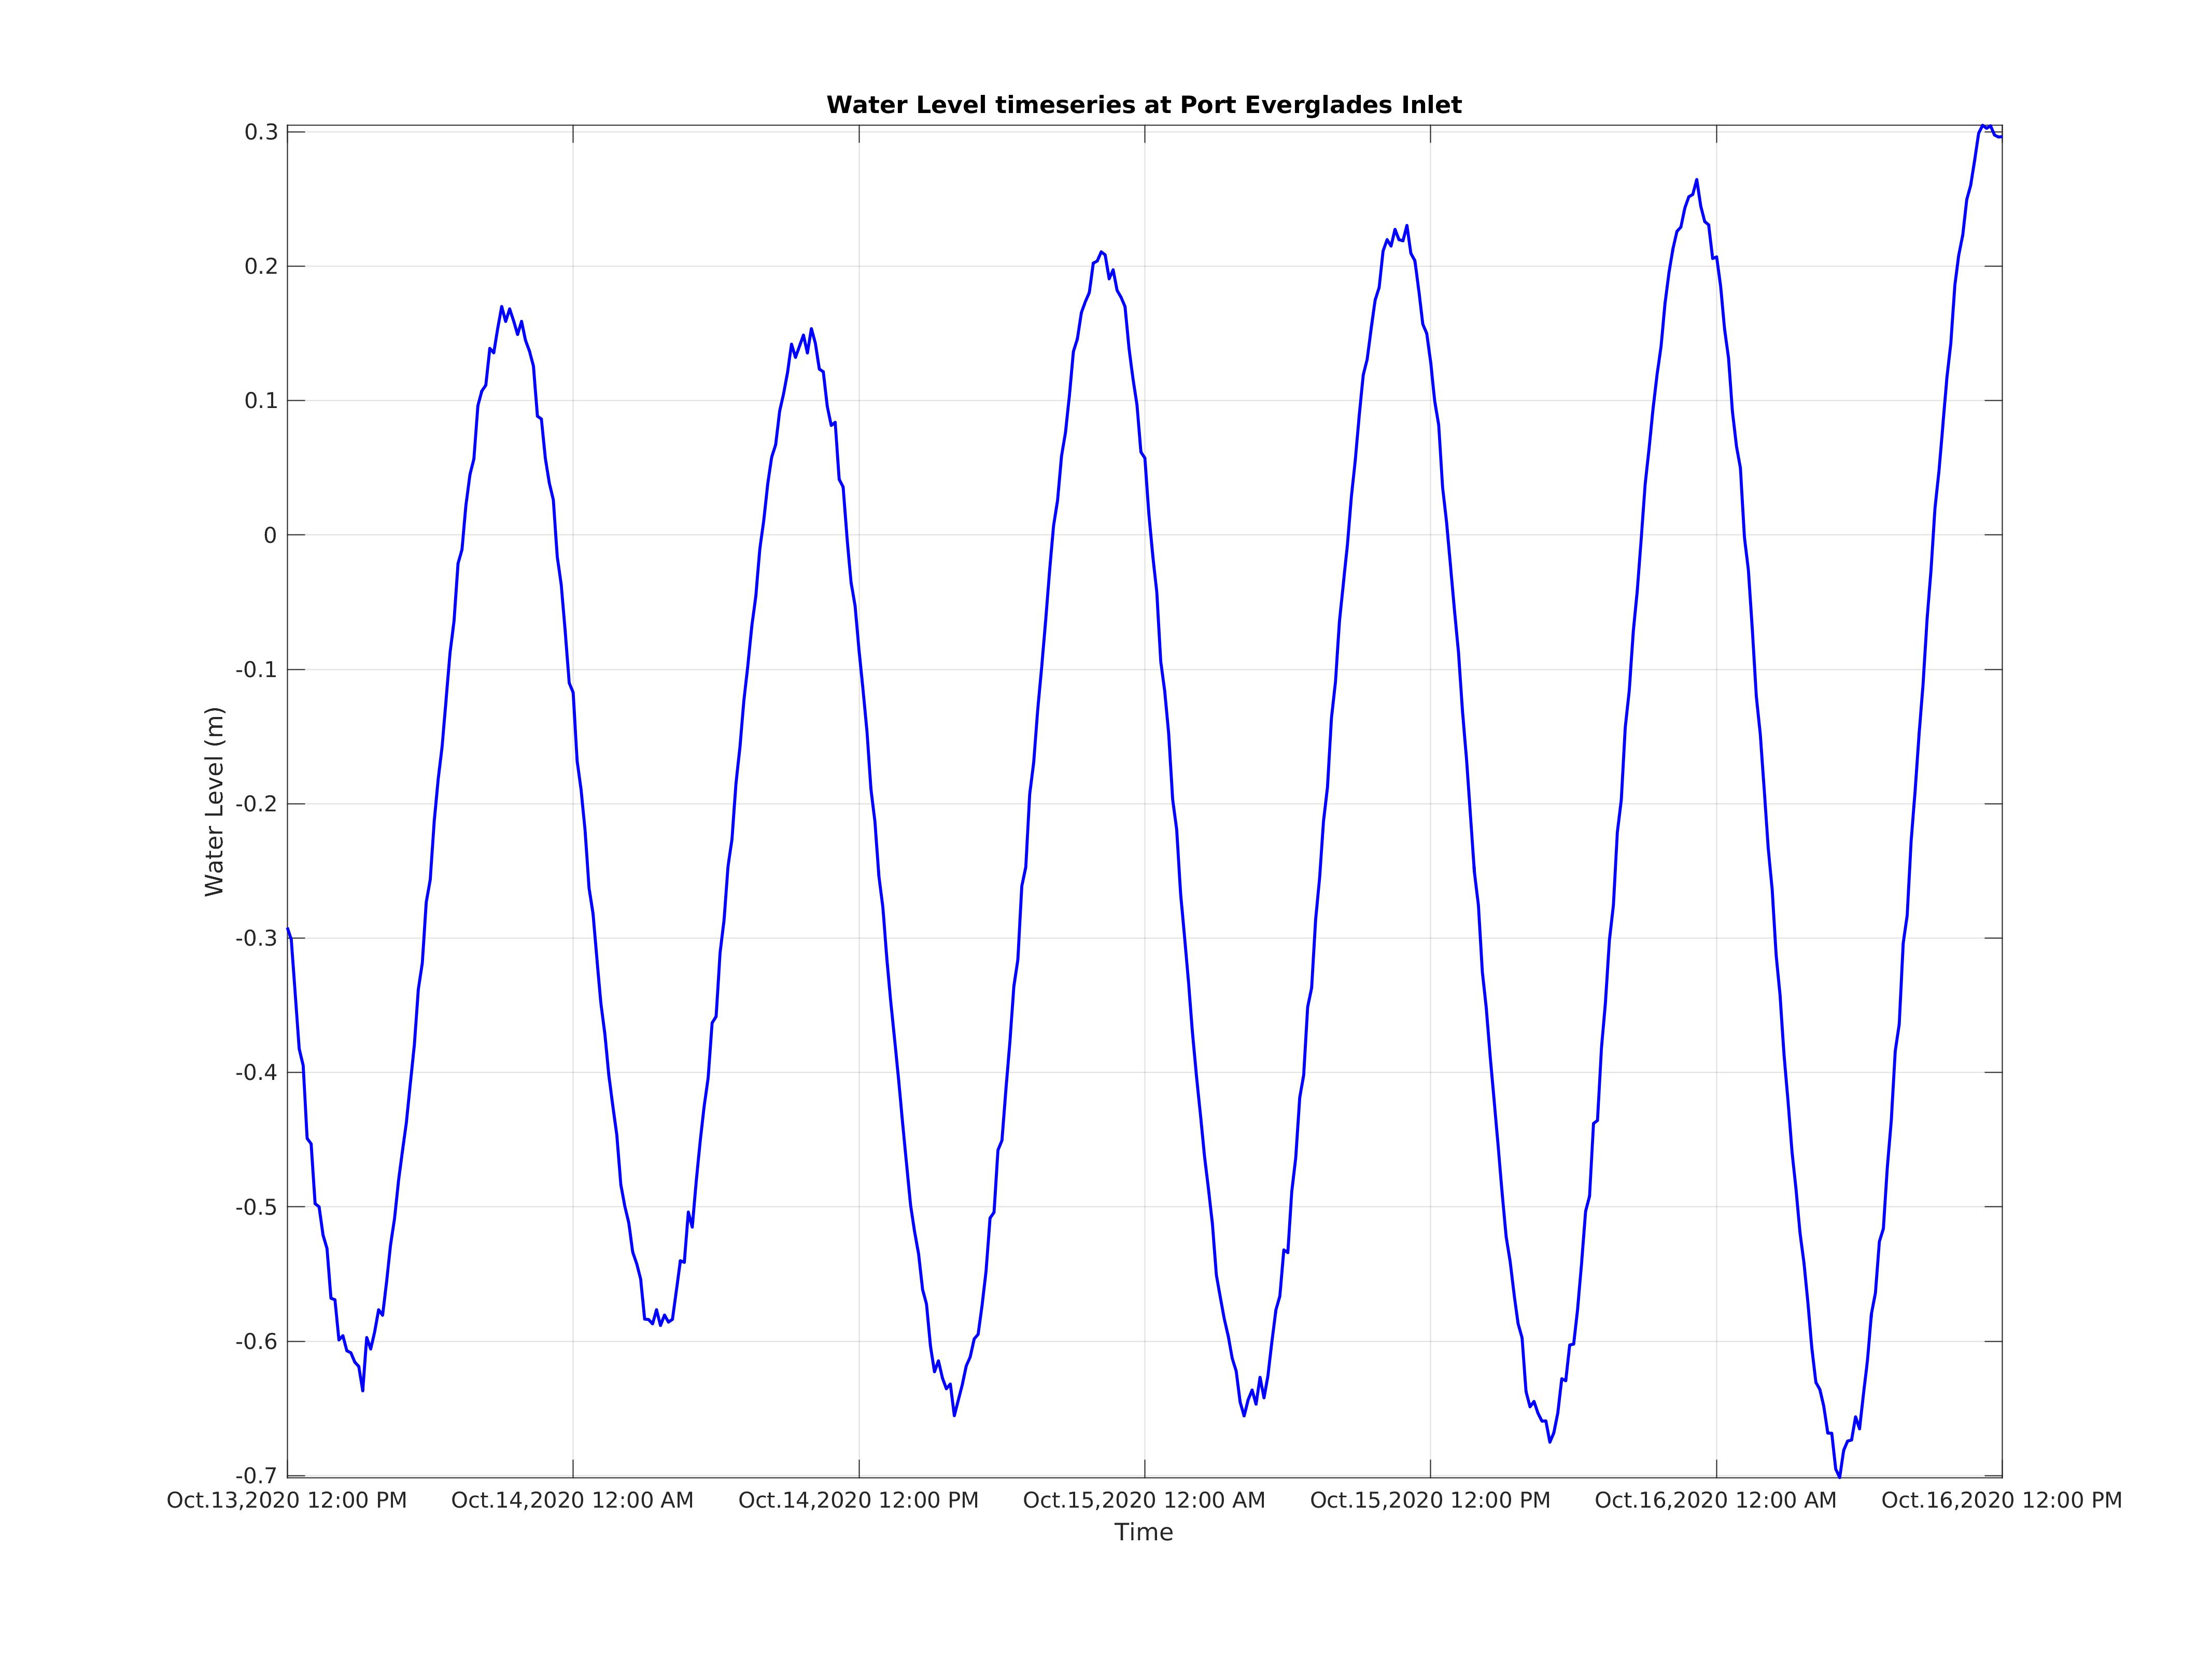 Water Level timeseries at Port Everglades Inlet
0.3
0.2
0.1
0
-0.1
-0.2
-0.3
-0.4
-0.5
-0.6
-0.7
Water Level (m)
Oct.13,2020 12:00 PM Oct.14,2020 12:00 AM Oct.14,2020 12:00 PM Oct.15,2020 12:00 AM Oct.15,2020 12:00 PM Oct.16,2020 12:00 AM Oct.16,2020 12:00 PM
Time